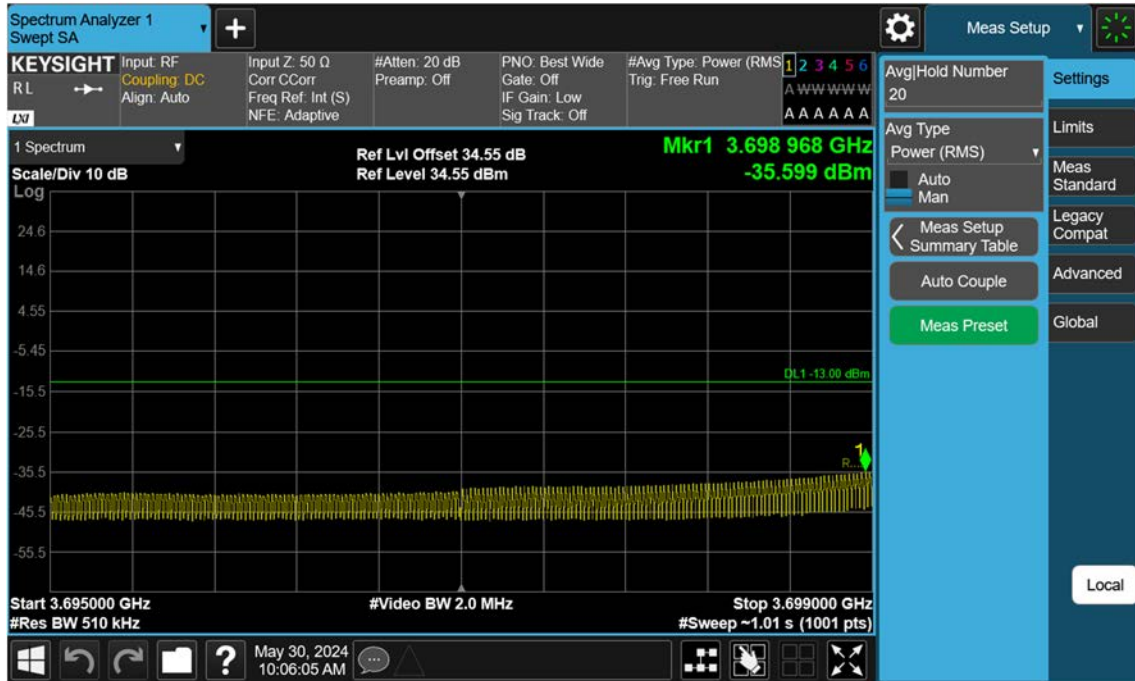 Spectrum Analyzer 1
Swept SA
+
Meas Setup
KEYSIGHT
R L
LXI
Input: RF
Coupling: DC
Align: Auto
Input Z: 50 Ω
Corr CCorr
Freq Ref: Int (S)
NFE: Adaptive
#Atten: 20 dB
Preamp: Off
PNO: Best Wide
Gate: Off
IF Gain: Low
Sig Track: Off
#Avg Type: Power (RMS)
Trig: Free Run
1 2 3 4 5 6
A W W W W W
A A A A A A
1 Spectrum
Scale/Div 10 dB
Ref Lvl Offset 34.55 dB
Ref Level 34.55 dBm
Mkr1 3.698 968 GHz
-35.599 dBm
Log
24.6
14.6
4.55
-5.45
DL1 -13.00 dBm
-15.5
-25.5
1
R...
-35.5
-45.5
-55.5
Start 3.695000 GHz
#Res BW 510 kHz
#Video BW 2.0 MHz
Stop 3.699000 GHz
#Sweep ~1.01 s (1001 pts)
?
May 30, 2024
10:06:05 AM
Avg|Hold Number
20
Avg Type
Power (RMS)
Auto
Man
Meas Setup
Summary Table
Auto Couple
Meas Preset
Settings
Limits
Meas
Standard
Legacy
Compat
Advanced
Global
Local